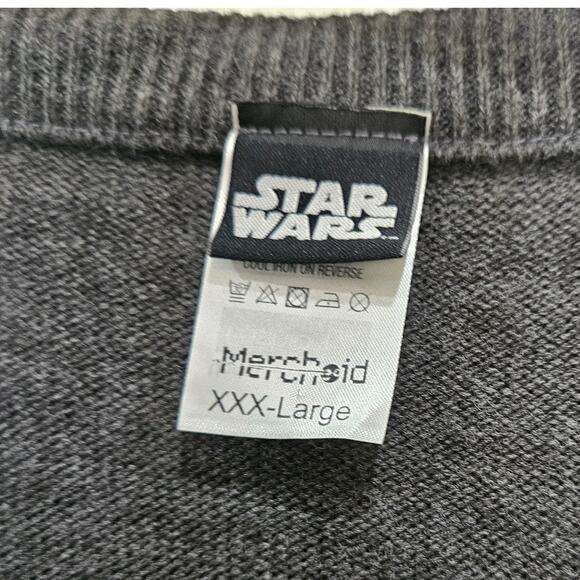 STAR
WARS
COOL IRON ON REVERSE
Merchoid
XXX-Large